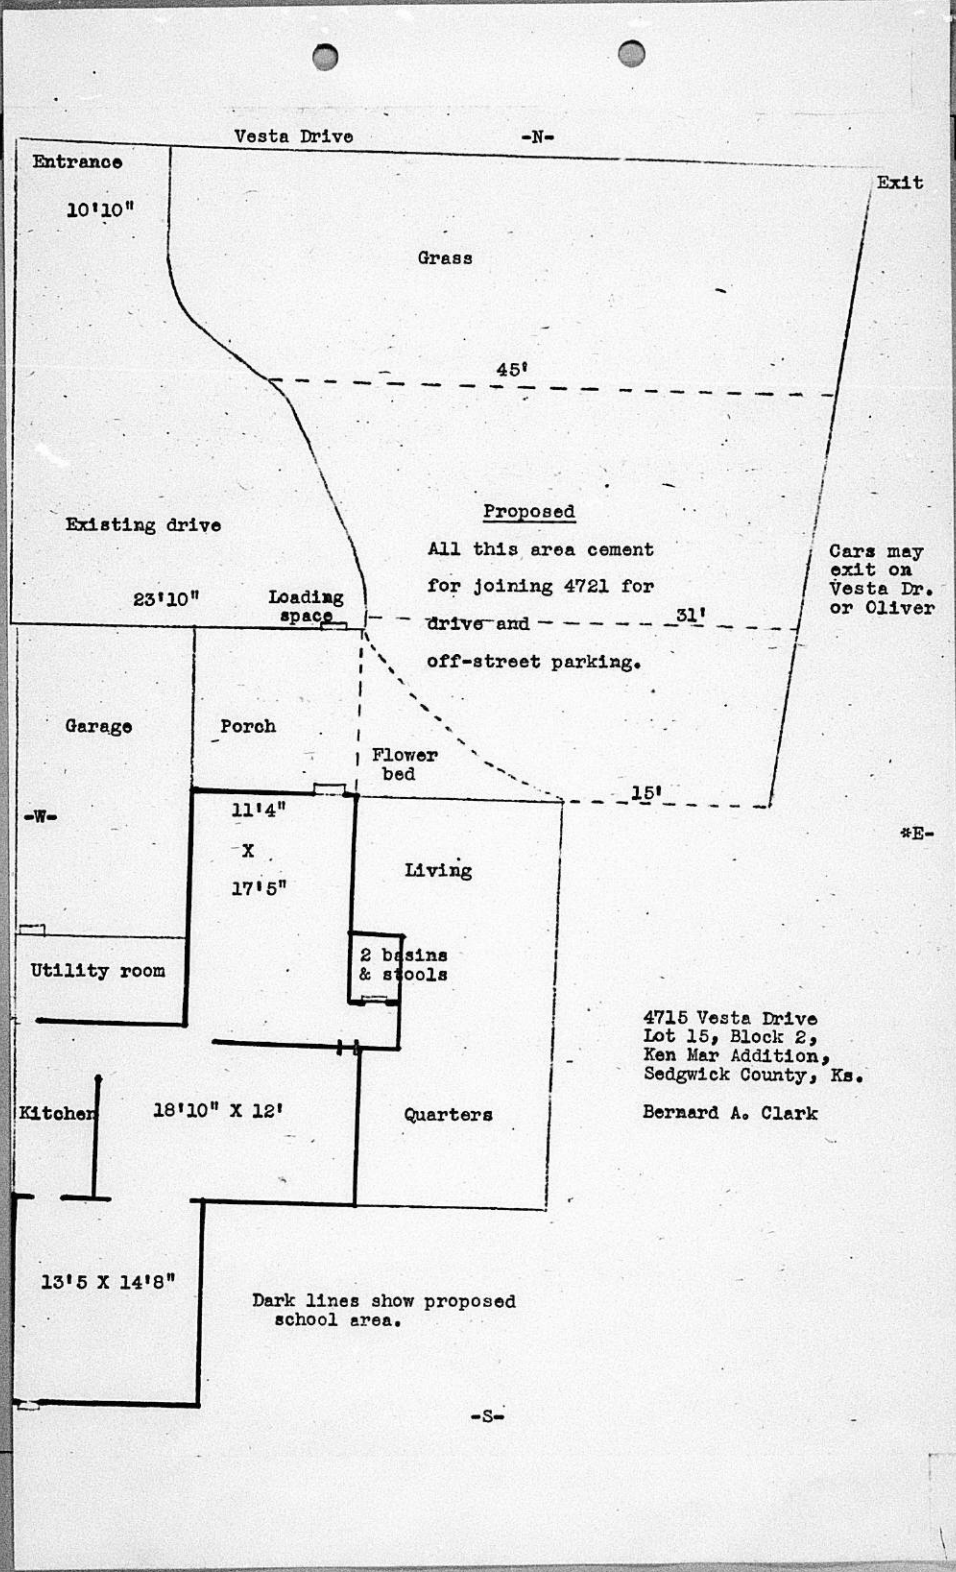 Vesta Drive -N-
Entrance
Exit
10'10"
Grass
45'
Existing drive
Proposed
All this area cement
for joining 4721 for
drive and
off-street parking.
31'
Cars may
exit on
Vesta Dr.
or Oliver
23'10"
Loading
space
Garage
Porch
Flower
bed
15'
-W-
11'4"
X
17'5"
*E-
Living
2 basins
& stools
Utility room
4715 Vesta Drive
Lot 15, Block 2,
Ken Mar Addition,
Sedgwick County, Ks.
Bernard A. Clark
Kitchen
18'10" X 12'
Quarters
13'5 X 14'8"
Dark lines show proposed
school area.
-S-